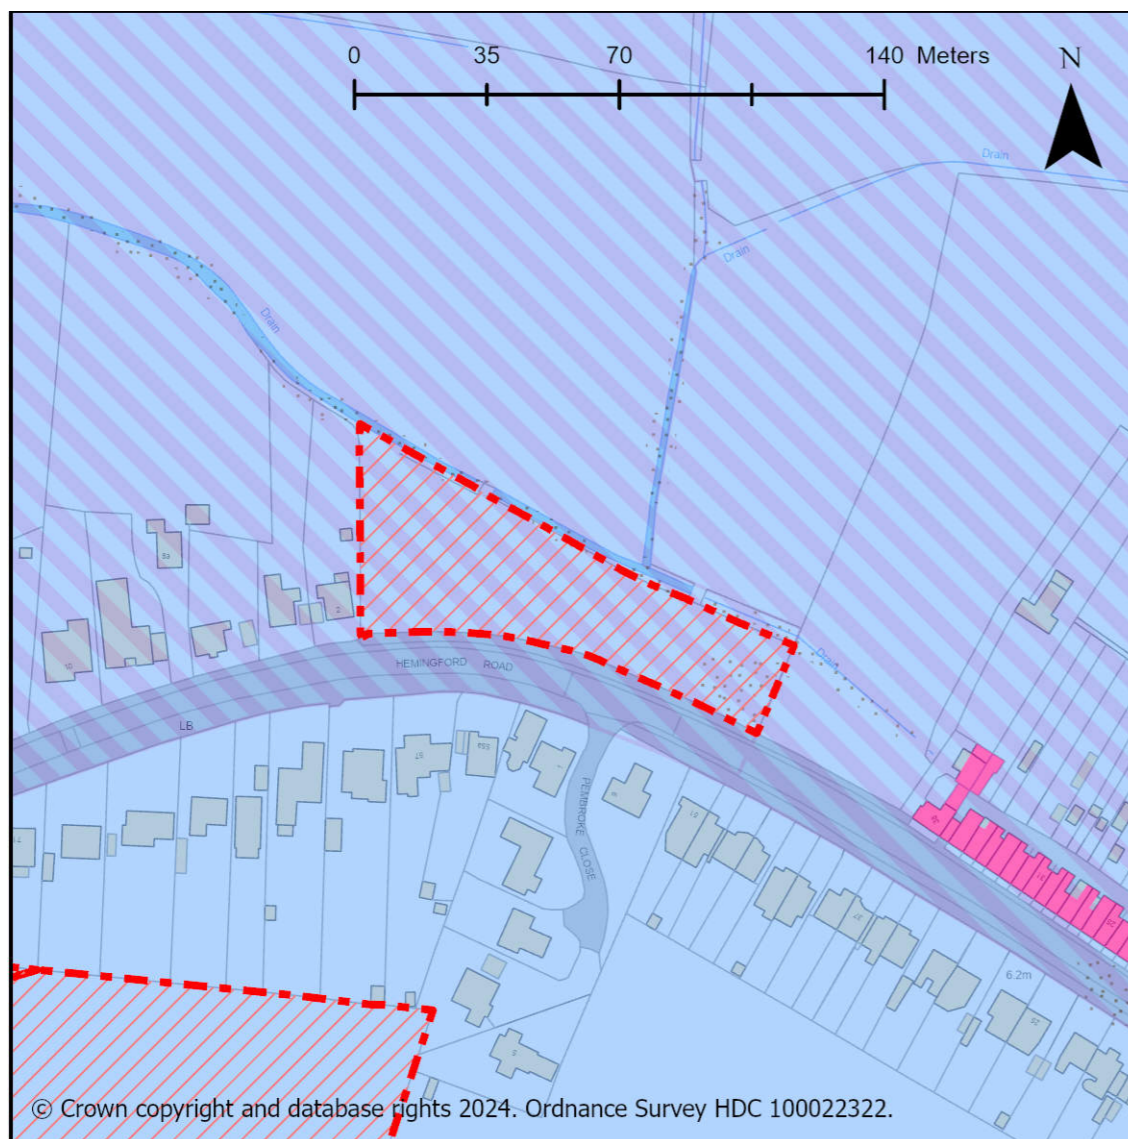 0 35 70 140 Meters N
Drain
Drain
Drain
2
HEMINGFORD ROAD
Drain
LB
PEMBROKE CLOSE
6.2m
© Crown copyright and database rights 2024. Ordnance Survey HDC 100022322.